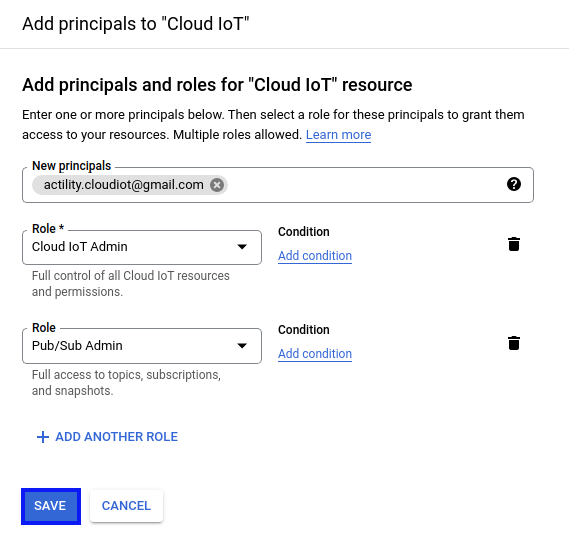 Add principals to "Cloud IoT"
Add principals and roles for "Cloud IoT" resource
Enter one or more principals below. Then select a role for these principals to grant them
access to your resources. Multiple roles allowed. Learn more
New principals
actility.cloudiot@gmail.com
Role *
Cloud IoT Admin
Condition
Add condition
Full control of all Cloud IoT resources
and permissions.
Role
Pub/Sub Admin
Condition
Add condition
Full access to topics, subscriptions,
and snapshots.
ADD ANOTHER ROLE
SAVE CANCEL